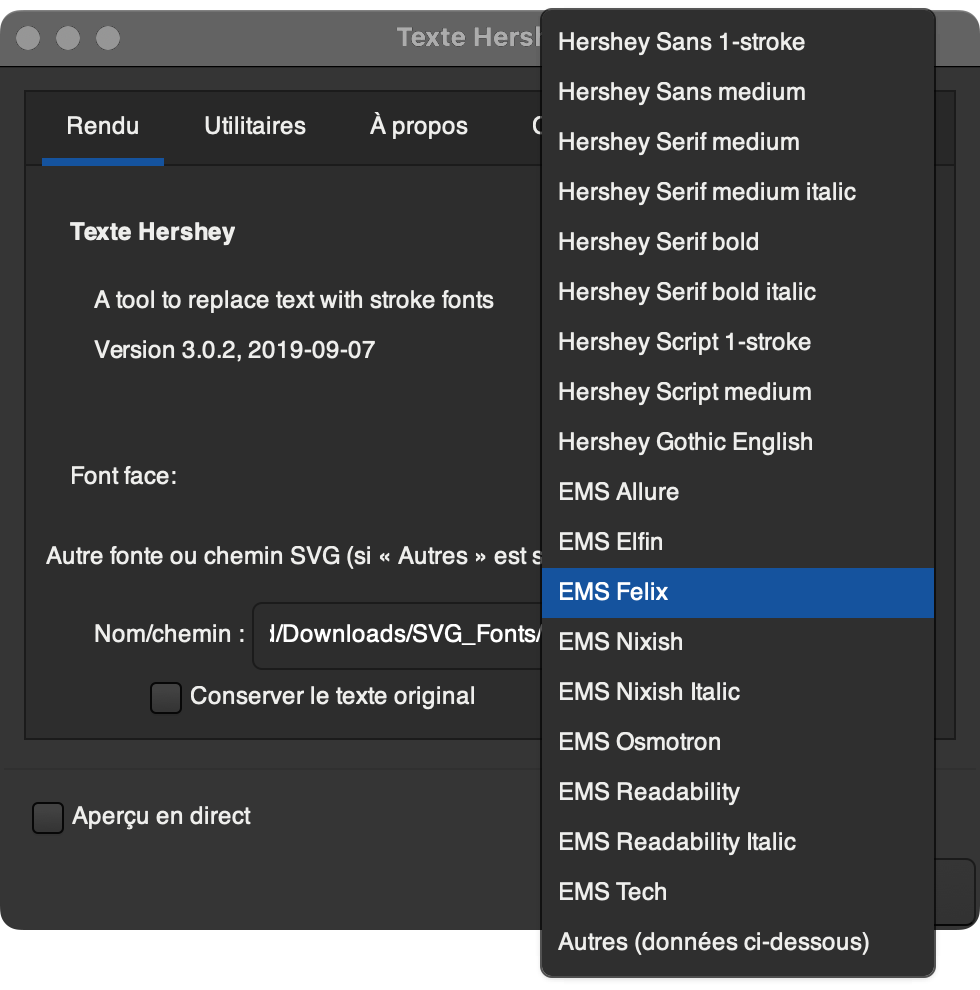 Texte Hersh
Rendu
Utilitaires
À propos
Texte Hershey
A tool to replace text with stroke fonts
Version 3.0.2, 2019-09-07
Font face:
Autre fonte ou chemin SVG (si « Autres » est s
Nom/chemin :
/Downloads/SVG_Fonts/
Conserver le texte original
Aperçu en direct
Hershey Sans 1-stroke
Hershey Sans medium
Hershey Serif medium
Hershey Serif medium italic
Hershey Serif bold
Hershey Serif bold italic
Hershey Script 1-stroke
Hershey Script medium
Hershey Gothic English
EMS Allure
EMS Elfin
EMS Felix
EMS Nixish
EMS Nixish Italic
EMS Osmotron
EMS Readability
EMS Readability Italic
EMS Tech
Autres (données ci-dessous)